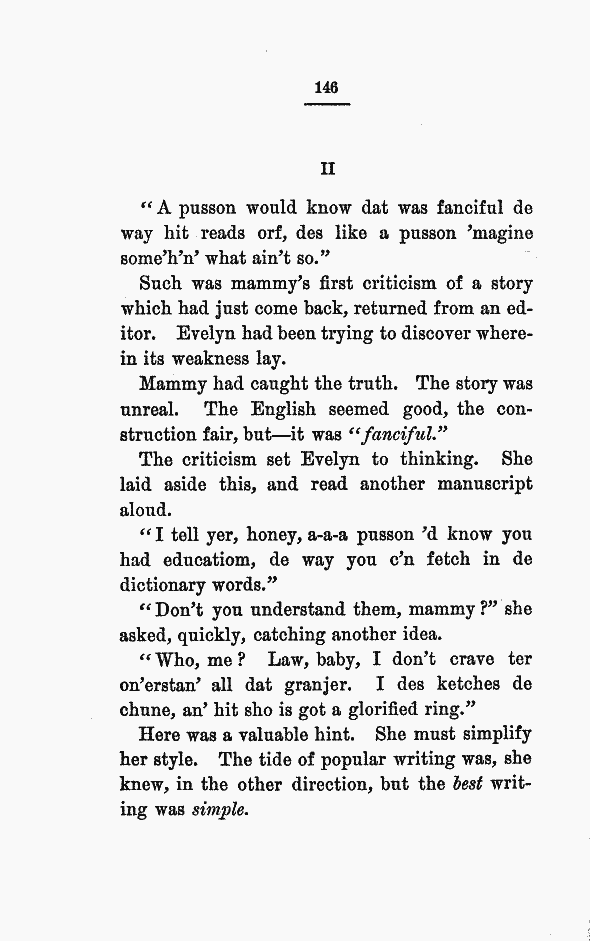 146
II
“A pusson would know dat was fanciful de
way hit reads orf, des like a pusson ’magine
some’h’n’ what ain’t so.”
Such was mammy’s first criticism of a story
which had just come back, returned from an ed-
itor. Evelyn had been trying to discover where-
in its weakness lay.
Mammy had caught the truth. The story was
unreal. The English seemed good, the con-
struction fair, but—it was “fanciful.”
The criticism set Evelyn to thinking. She
laid aside this, and read another manuscript
aloud.
“I tell yer, honey, a-a-a pusson ’d know you
had educatiom, de way you c’n fetch in de
dictionary words.”
“Don’t you understand them, mammy?” she
asked, quickly, catching another idea.
“Who, me? Law, baby, I don’t crave ter
on’erstan’ all dat granjer. I des ketches de
chune, an’ hit sho is got a glorified ring.”
Here was a valuable hint. She must simplify
her style. The tide of popular writing was, she
knew, in the other direction, but the best writ-
ing was simple.